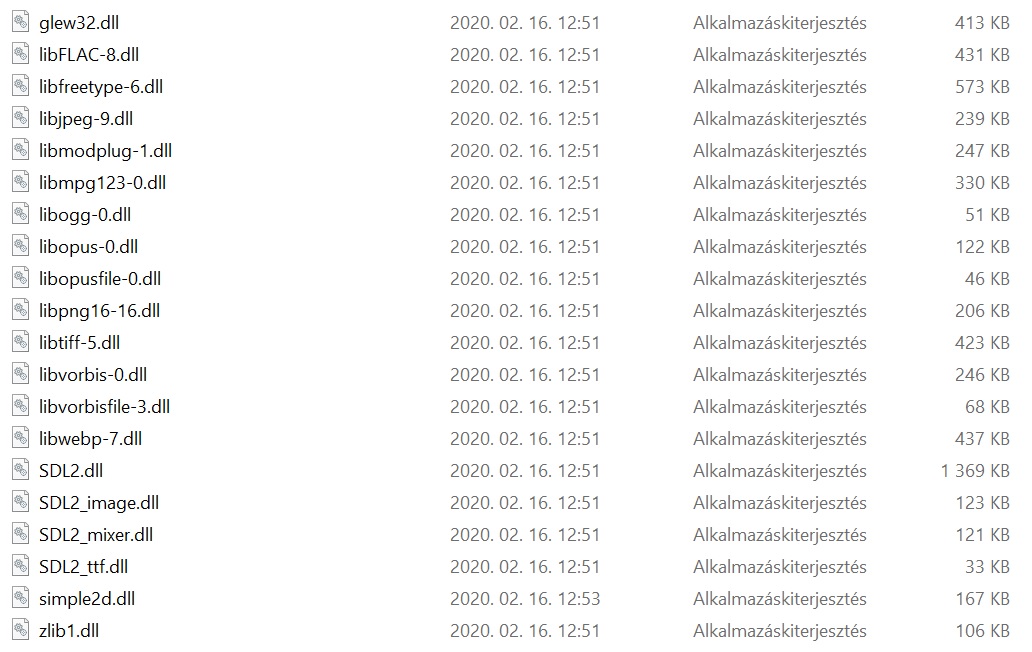 glew32.dll 2020. 02. 16. 12:51 Alkalmazáskiterjesztés 413 KB
libFLAC-8.dll 2020. 02. 16. 12:51 Alkalmazáskiterjesztés 431 KB
libfreetype-6.dll 2020. 02. 16. 12:51 Alkalmazáskiterjesztés 573 KB
libjpeg-9.dll 2020. 02. 16. 12:51 Alkalmazáskiterjesztés 239 KB
libmodplug-1.dll 2020. 02. 16. 12:51 Alkalmazáskiterjesztés 247 KB
libmpg123-0.dll 2020. 02. 16. 12:51 Alkalmazáskiterjesztés 330 KB
libogg-0.dll 2020. 02. 16. 12:51 Alkalmazáskiterjesztés 51 KB
libopus-0.dll 2020. 02. 16. 12:51 Alkalmazáskiterjesztés 122 KB
libopusfile-0.dll 2020. 02. 16. 12:51 Alkalmazáskiterjesztés 46 KB
libpng16-16.dll 2020. 02. 16. 12:51 Alkalmazáskiterjesztés 206 KB
libtiff-5.dll 2020. 02. 16. 12:51 Alkalmazáskiterjesztés 423 KB
libvorbis-0.dll 2020. 02. 16. 12:51 Alkalmazáskiterjesztés 246 KB
libvorbisfile-3.dll 2020. 02. 16. 12:51 Alkalmazáskiterjesztés 68 KB
libwebp-7.dll 2020. 02. 16. 12:51 Alkalmazáskiterjesztés 437 KB
SDL2.dll 2020. 02. 16. 12:51 Alkalmazáskiterjesztés 1 369 KB
SDL2_image.dll 2020. 02. 16. 12:51 Alkalmazáskiterjesztés 123 KB
SDL2_mixer.dll 2020. 02. 16. 12:51 Alkalmazáskiterjesztés 121 KB
SDL2_ttf.dll 2020. 02. 16. 12:51 Alkalmazáskiterjesztés 33 KB
simple2d.dll 2020. 02. 16. 12:53 Alkalmazáskiterjesztés 167 KB
zlib1.dll 2020. 02. 16. 12:51 Alkalmazáskiterjesztés 106 KB